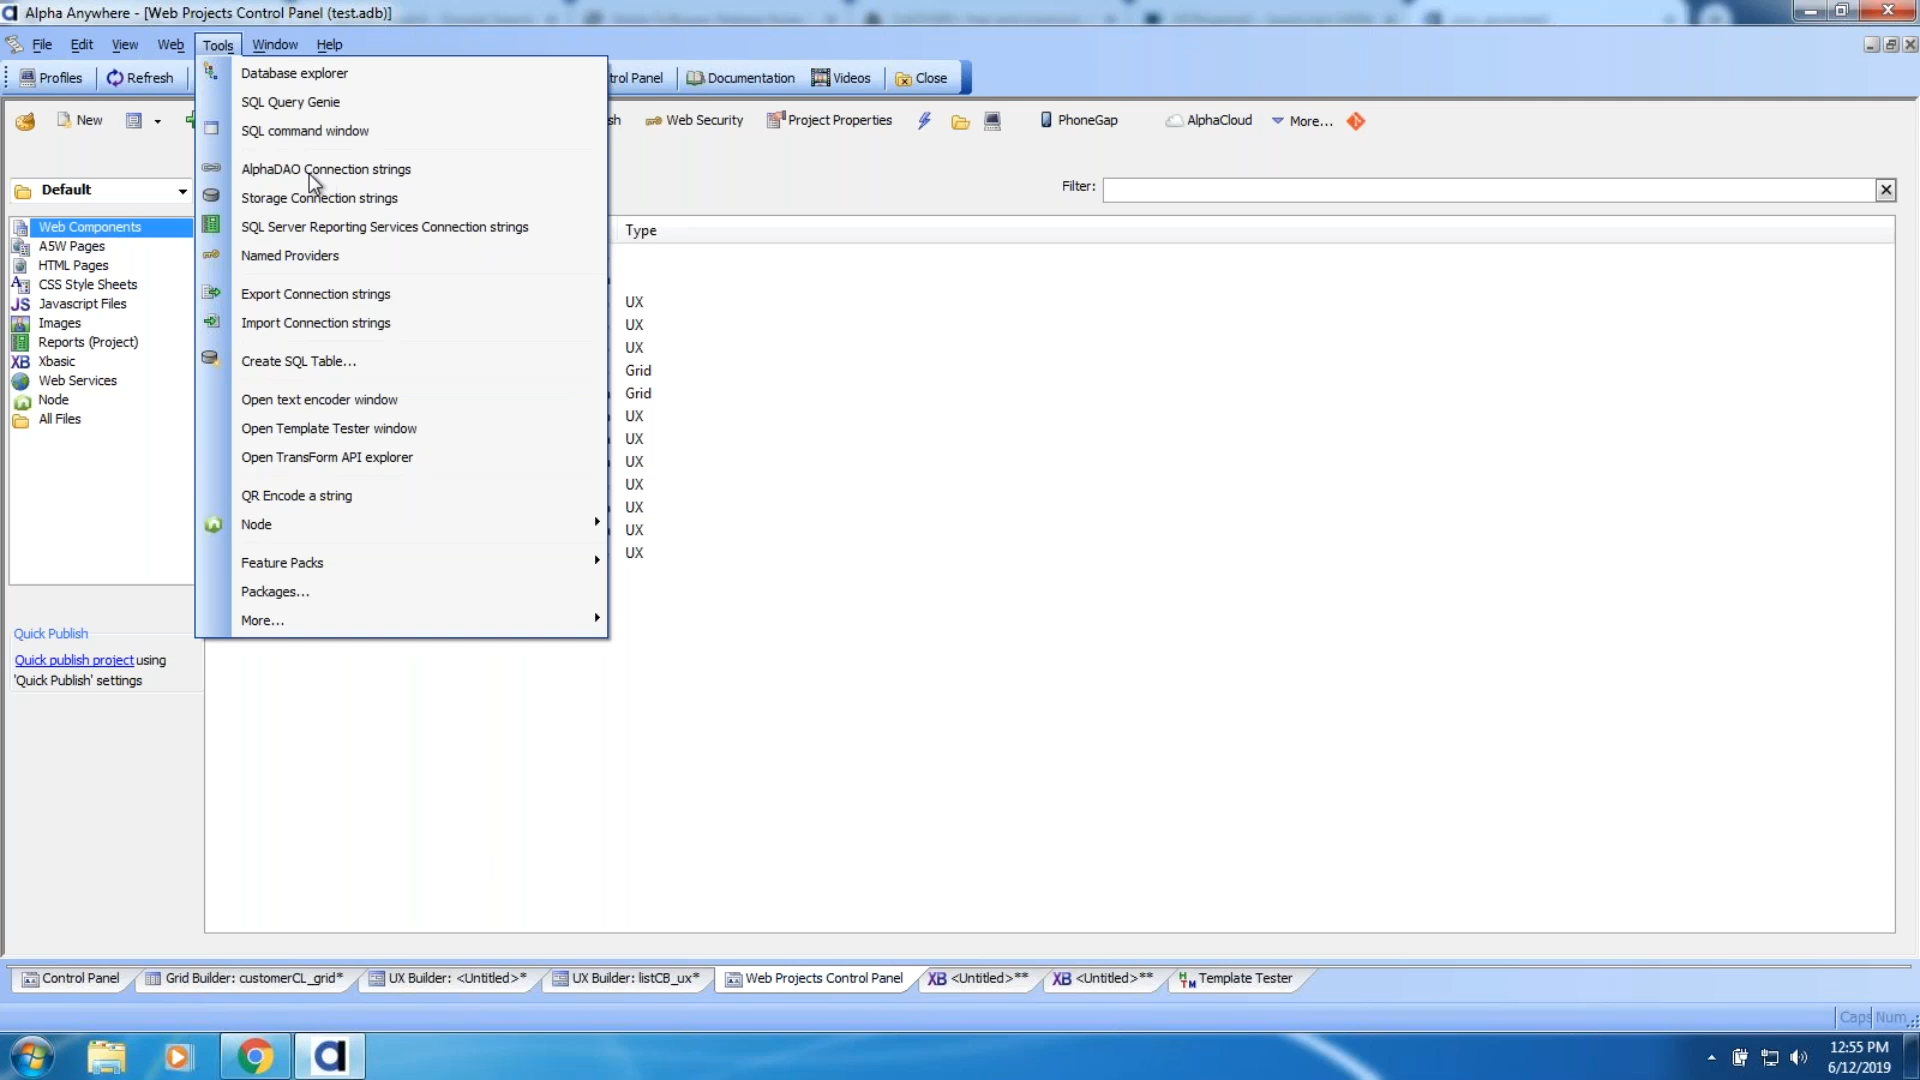 Alpha Anywhere - [Web Projects Control Panel (test.adb)]
File Edit View Web Tools Window Help
Profiles Refresh trol Panel Documentation Videos Close
New sh Web Security Project Properties PhoneGap AlphaCloud More...
Default
Filter:
Web Components
A5W Pages
HTML Pages
CSS Style Sheets
JS Javascript Files
Images
Reports (Project)
XB Xbasic
Web Services
Node
All Files
Quick Publish
Quick publish project using
'Quick Publish' settings
Database explorer
SQL Query Genie
SQL command window
AlphaDAO Connection strings
Storage Connection strings
SQL Server Reporting Services Connection strings
Named Providers
Export Connection strings
Import Connection strings
Create SQL Table...
Open text encoder window
Open Template Tester window
Open TransForm API explorer
QR Encode a string
Node
Feature Packs
Packages...
More...
Type
UX
UX
UX
Grid
Grid
UX
UX
UX
UX
UX
UX
UX
Control Panel Grid Builder: customerCL_grid* UX Builder: <Untitled>* UX Builder: listCB_ux* Web Projects Control Panel XB <Untitled>** XB <Untitled>** Template Tester
Caps Num
12:55 PM
6/12/2019